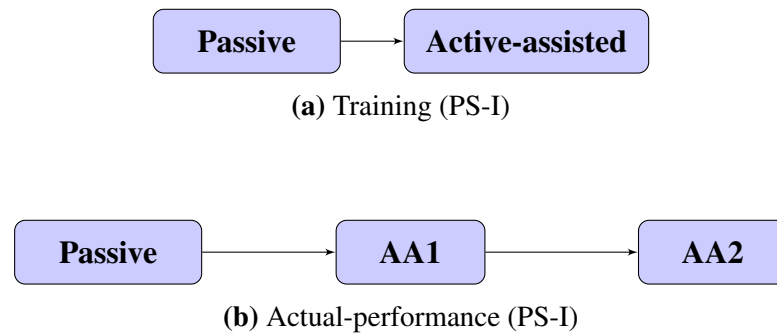 Passive Active-assisted
(a) Training (PS-I)
Passive AA1 AA2
(b) Actual-performance (PS-I)